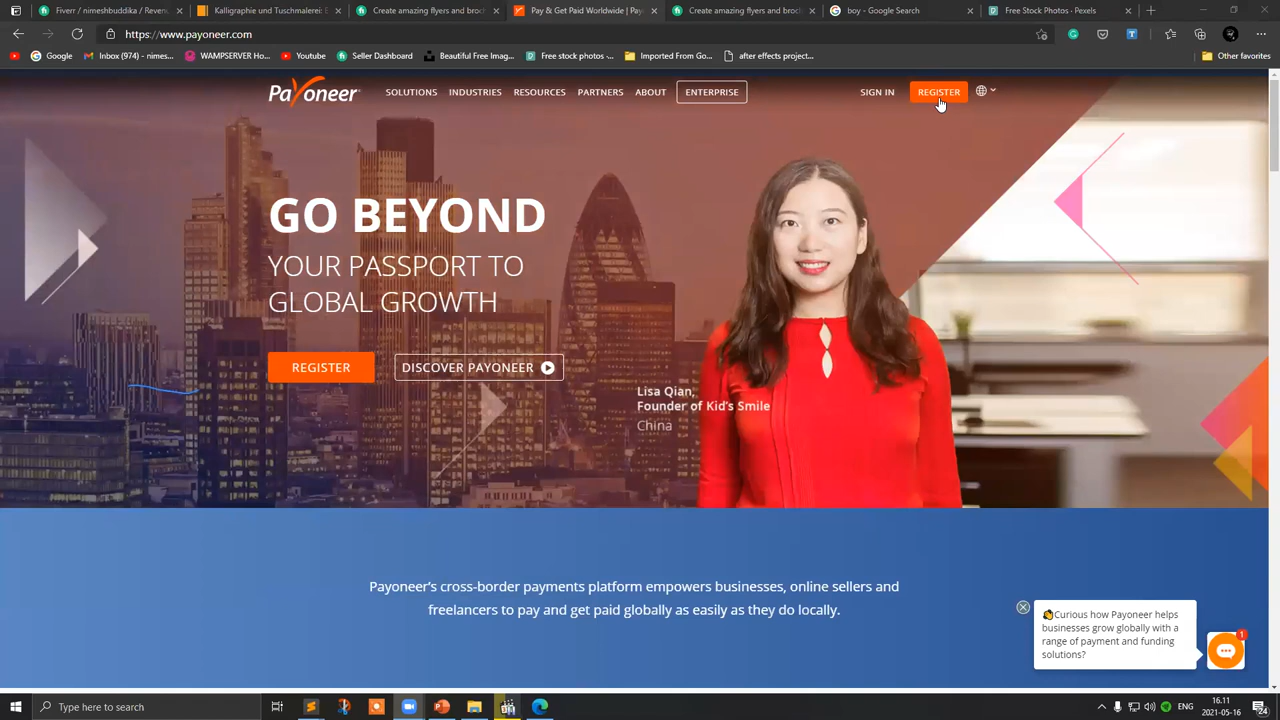 Fiverr / nimeshbuddika / Revenu
Kalligraphie und Tuschmalerei: E
Create amazing flyers and broch
Pay & Get Paid Worldwide | Pay
Create amazing flyers and broch
boy - Google Search
Free Stock Photos · Pexels
https://www.payoneer.com
Google
Inbox (974) - nimes...
WAMPSERVER Ho...
Youtube
Seller Dashboard
Beautiful Free Imag...
Free stock photos ·...
Imported From Go...
after effects project...
Other favorites
Payoneer
SOLUTIONS
INDUSTRIES
RESOURCES
PARTNERS
ABOUT
ENTERPRISE
SIGN IN
REGISTER
GO BEYOND
YOUR PASSPORT TO
GLOBAL GROWTH
REGISTER
DISCOVER PAYONEER
Lisa Qian,
Founder of Kid's Smile
China
Payoneer's cross-border payments platform empowers businesses, online sellers and
freelancers to pay and get paid globally as easily as they do locally.
Curious how Payoneer helps
businesses grow globally with a
range of payment and funding
solutions?
1
Type here to search
ENG
16.11
2021-05-16
24